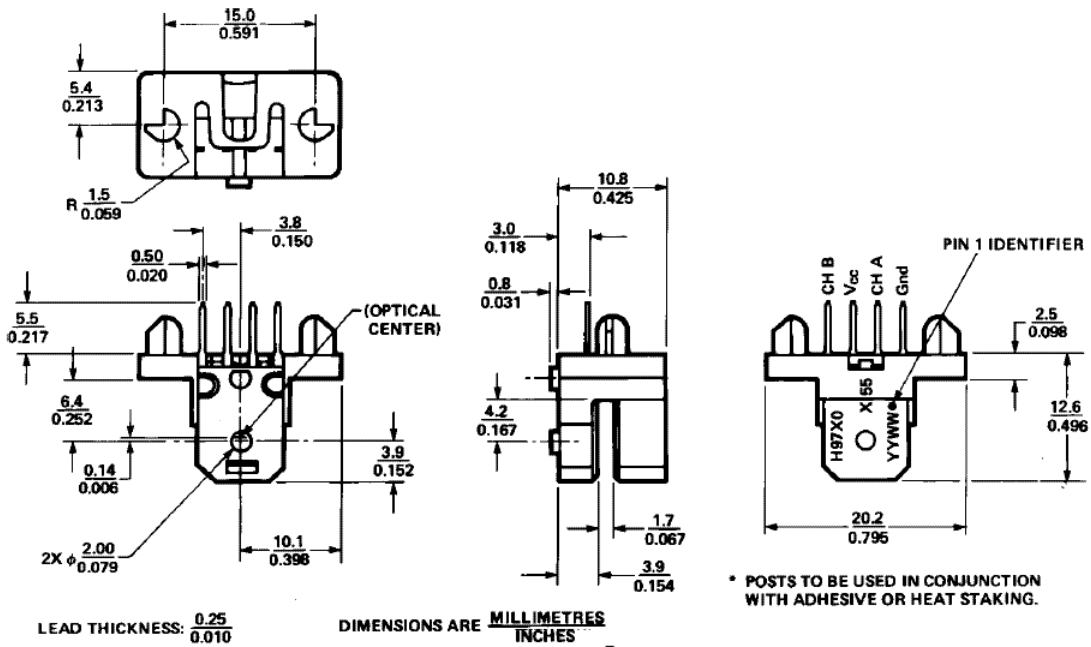 15.0
0.591
5.4
0.213
R 1.5
0.059
3.8
0.150
0.50
0.020
5.5
0.217
(OPTICAL
CENTER)
6.4
0.252
0.14
0.006
3.9
0.152
2X ϕ 2.00
0.079
10.1
0.398
10.8
0.425
3.0
0.118
0.8
0.031
4.2
0.167
1.7
0.067
3.9
0.154
PIN 1 IDENTIFIER
CH B
Vcc
CH A
Gnd
2.5
0.098
12.6
0.496
H97X0
X 55
YYWW
20.2
0.795
* POSTS TO BE USED IN CONJUNCTION
WITH ADHESIVE OR HEAT STAKING.
LEAD THICKNESS: 0.25
0.010
DIMENSIONS ARE MILLIMETRES
INCHES